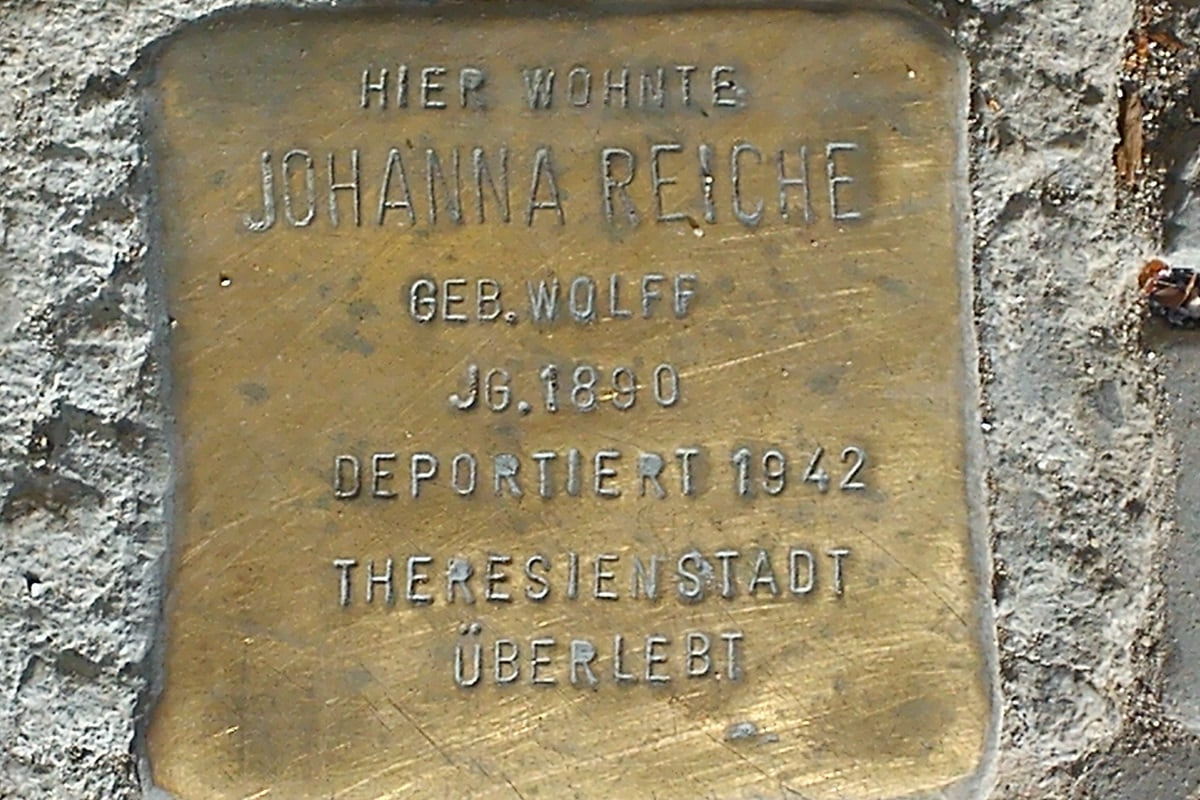 HIER WOHNTE
JOHANNA REICHE
GEB. WOLFF
JG. 1890
DEPORTIERT 1942
THERESIENSTADT
ÜBERLEBT